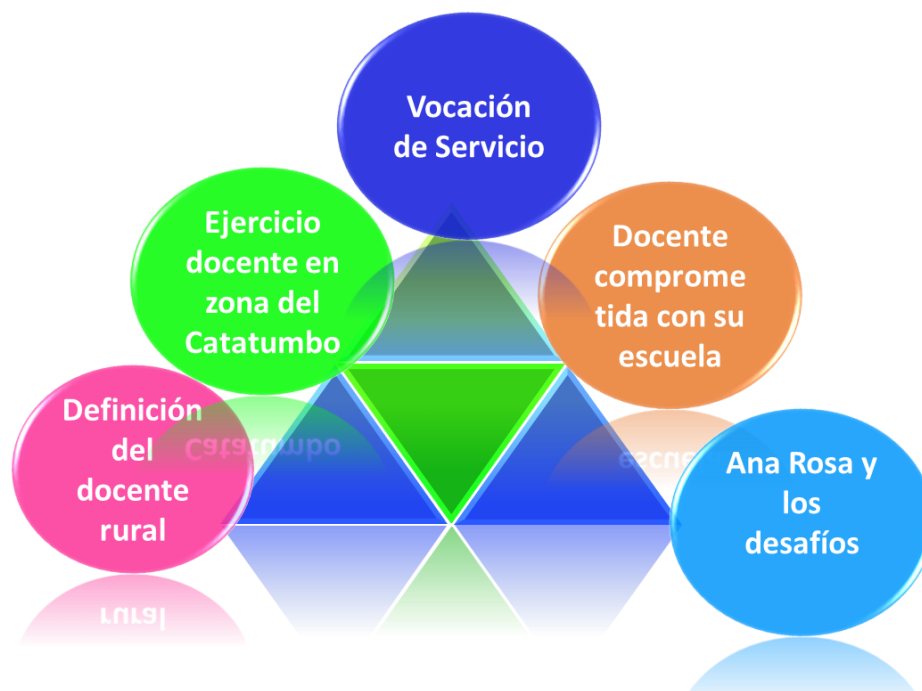 Vocación
de Servicio
Ejercicio
docente en
zona del
Catatumbo
Docente
comprome
tida con su
escuela
Definición
del
docente
rural
Ana Rosa y
los
desafíos